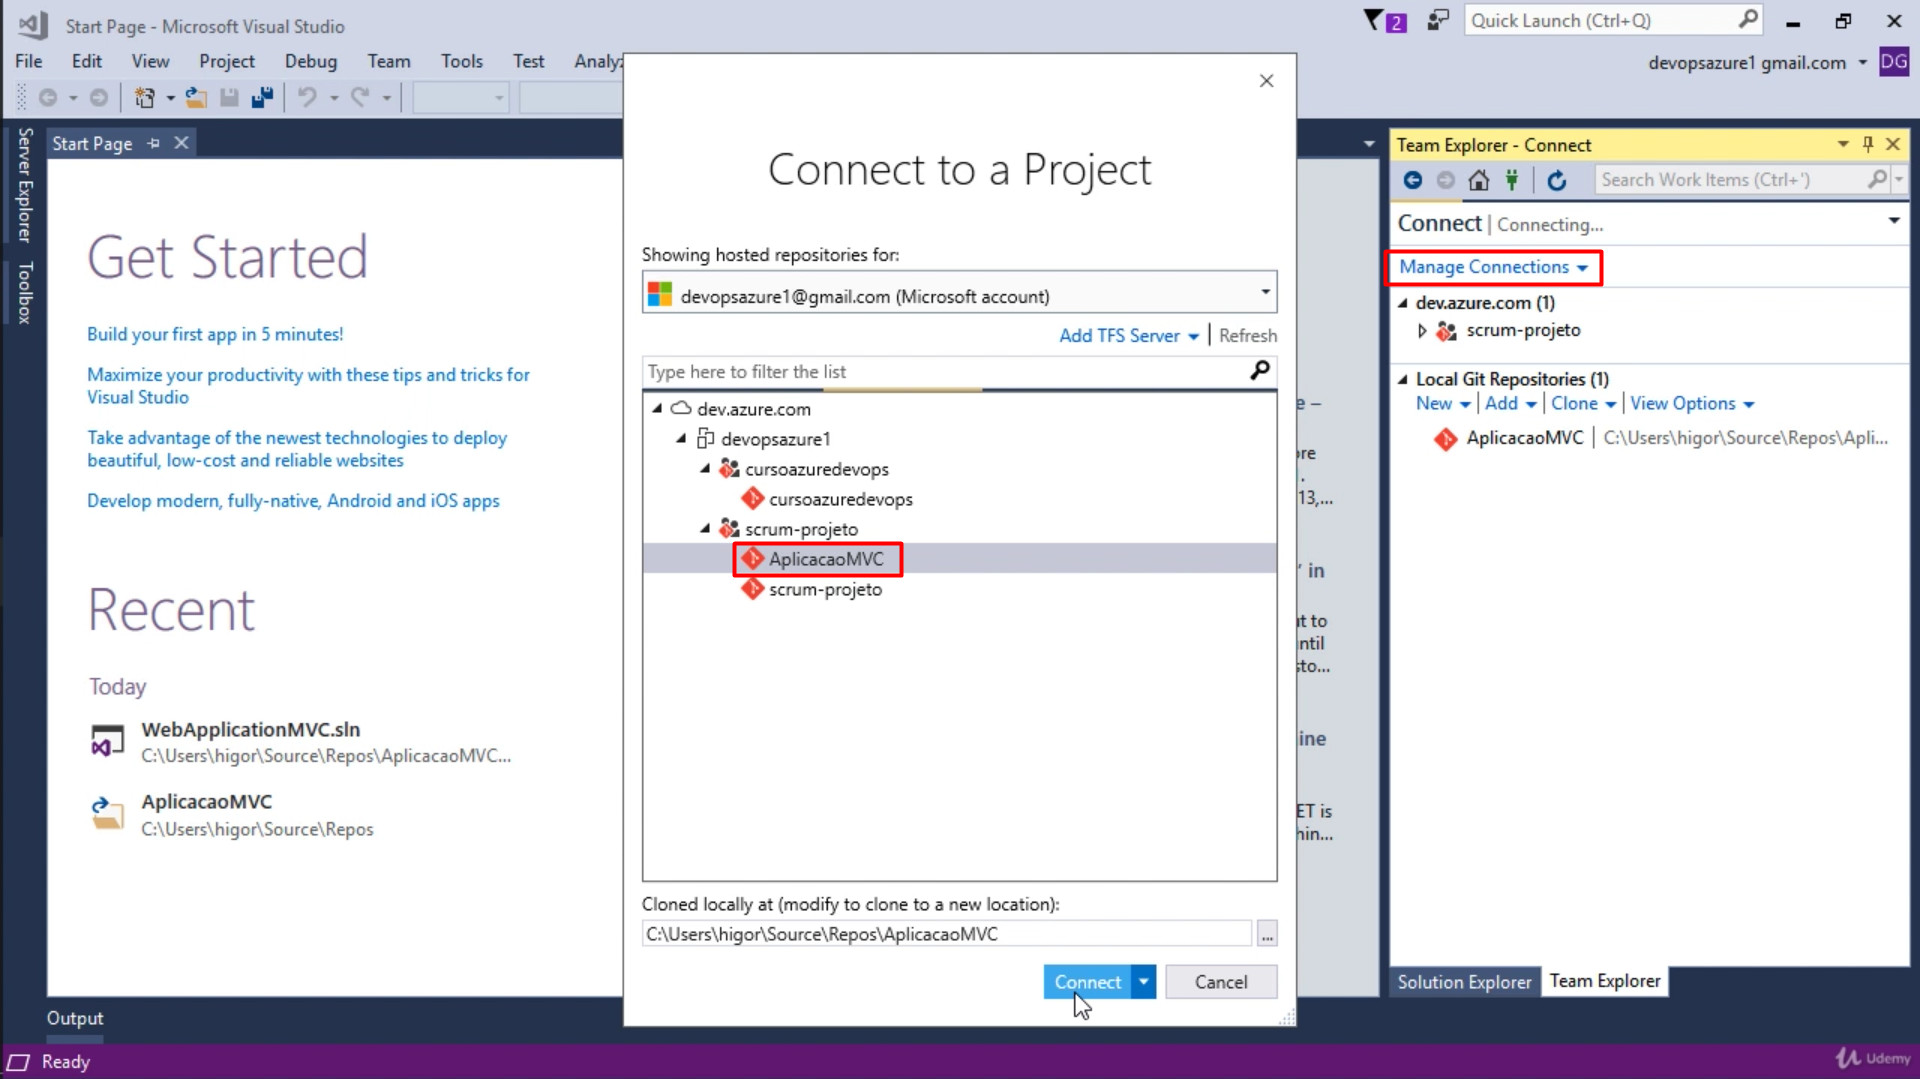 Start Page - Microsoft Visual Studio
2
Quick Launch (Ctrl+Q)
File Edit View Project Debug Team Tools Test Analyz
devopsazure1 gmail.com DG
Server Explorer
Toolbox
Start Page
Get Started
Build your first app in 5 minutes!
Maximize your productivity with these tips and tricks for
Visual Studio
Take advantage of the newest technologies to deploy
beautiful, low-cost and reliable websites
Develop modern, fully-native, Android and iOS apps
Recent
Today
WebApplicationMVC.sln
C:\Users\higor\Source\Repos\AplicacaoMVC...
AplicacaoMVC
C:\Users\higor\Source\Repos
Connect to a Project
Showing hosted repositories for:
devopsazure1@gmail.com (Microsoft account)
Add TFS Server | Refresh
Type here to filter the list
dev.azure.com
devopsazure1
cursoazuredevops
cursoazuredevops
scrum-projeto
AplicacaoMVC
scrum-projeto
Cloned locally at (modify to clone to a new location):
C:\Users\higor\Source\Repos\AplicacaoMVC
...
Connect Cancel
e –
re
.
13,...
' in
t to
ntil
sto...
ine
ET is
hin...
Team Explorer - Connect
Search Work Items (Ctrl+')
Connect | Connecting...
Manage Connections
dev.azure.com (1)
scrum-projeto
Local Git Repositories (1)
New | Add | Clone | View Options
AplicacaoMVC | C:\Users\higor\Source\Repos\Apli...
Solution Explorer Team Explorer
Output
Ready
Udemy